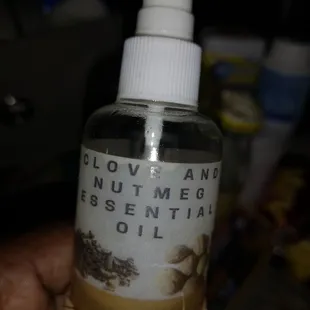 CLOVE AND
NUTMEG
ESSENTIAL
OIL